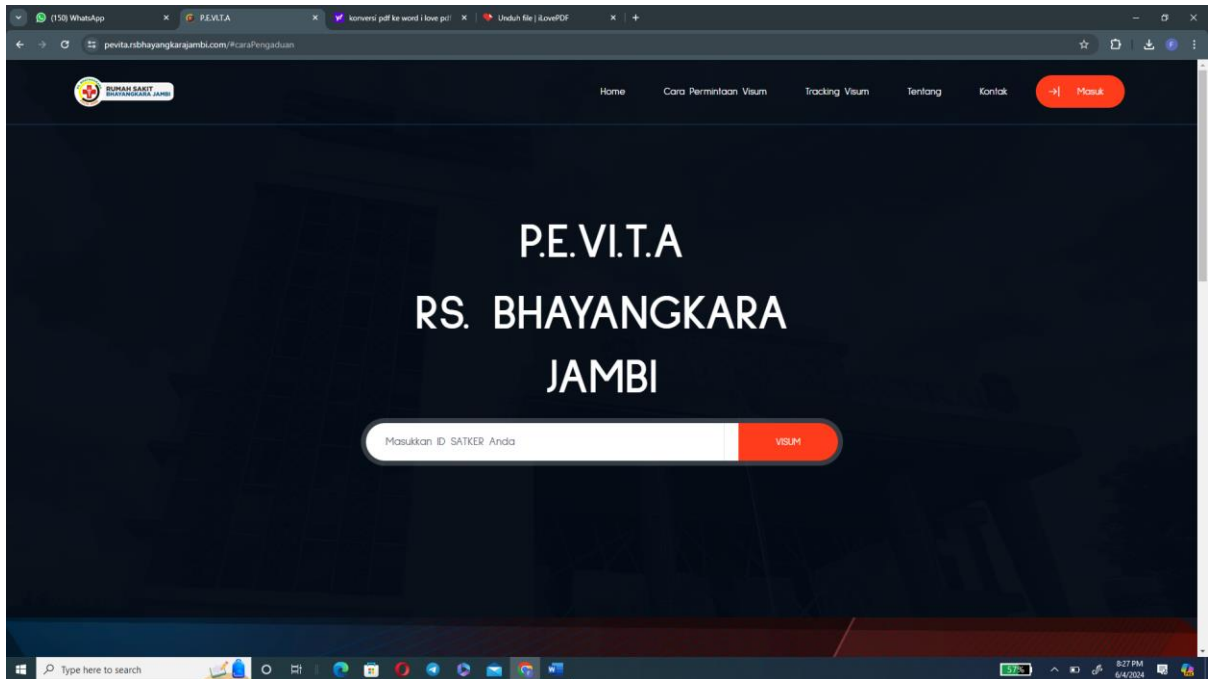 (150) WhatsApp
P.E.VI.T.A
konversi pdf ke word i love pdf
Unduh file | iLovePDF
pevita.rsbhayangkarajambi.com/#caraPengaduan
RUMAH SAKIT
BHAYANGKARA JAMBI
Home
Cara Permintaan Visum
Tracking Visum
Tentang
Kontak
Masuk
P.E.VI.T.A
RS. BHAYANGKARA
JAMBI
Masukkan ID SATKER Anda
VISUM
Type here to search
57%
8:27 PM
6/4/2024